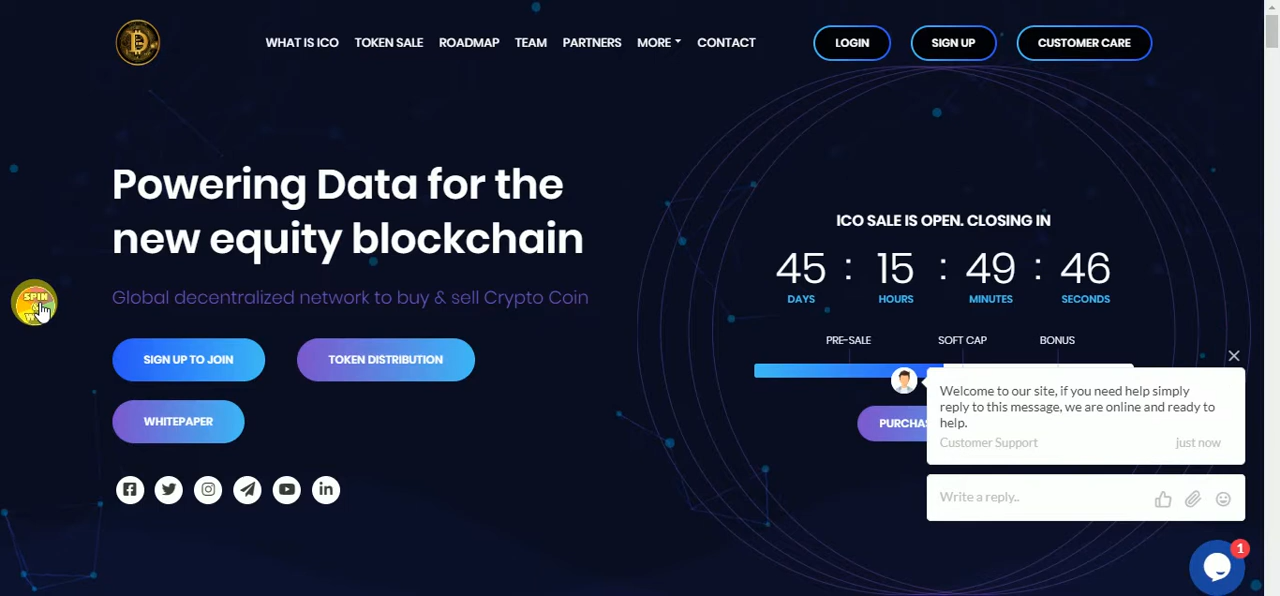 WHAT IS ICO TOKEN SALE ROADMAP TEAM PARTNERS MORE CONTACT LOGIN SIGN UP CUSTOMER CARE
Powering Data for the
new equity blockchain
Global decentralized network to buy & sell Crypto Coin
SIGN UP TO JOIN TOKEN DISTRIBUTION
WHITEPAPER
SPIN
ICO SALE IS OPEN. CLOSING IN
45 : 15 : 49 : 46
DAYS HOURS MINUTES SECONDS
PRE-SALE SOFT CAP BONUS
Welcome to our site, if you need help simply
reply to this message, we are online and ready to
help.
Customer Support just now
Write a reply..
1